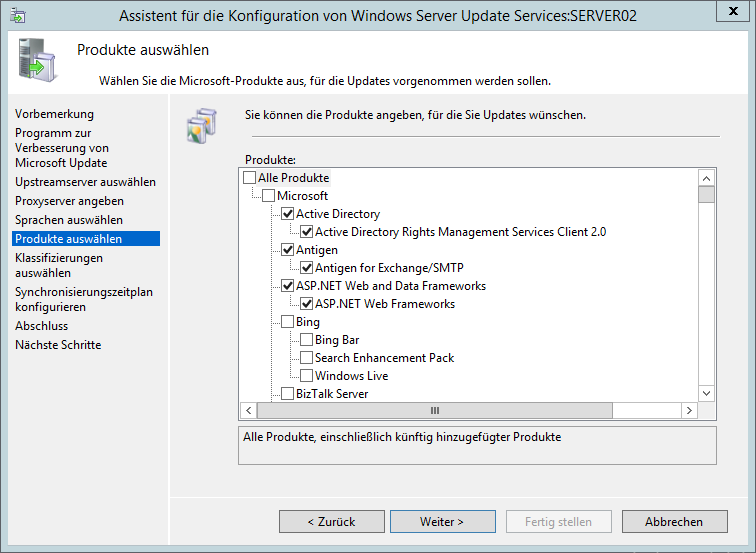 Assistent für die Konfiguration von Windows Server Update Services:SERVER02
x
Produkte auswählen
Wählen Sie die Microsoft-Produkte aus, für die Updates vorgenommen werden sollen.
Vorbemerkung
Programm zur
Verbesserung von
Microsoft Update
Upstreamserver auswählen
Proxyserver angeben
Sprachen auswählen
Produkte auswählen
Klassifizierungen
auswählen
Synchronisierungszeitplan
konfigurieren
Abschluss
Nächste Schritte
Sie können die Produkte angeben, für die Sie Updates wünschen.
Produkte:
Alle Produkte
Microsoft
Active Directory
Active Directory Rights Management Services Client 2.0
Antigen
Antigen for Exchange/SMTP
ASP.NET Web and Data Frameworks
ASP.NET Web Frameworks
Bing
Bing Bar
Search Enhancement Pack
Windows Live
BizTalk Server
Alle Produkte, einschließlich künftig hinzugefügter Produkte
< Zurück
Weiter >
Fertig stellen
Abbrechen